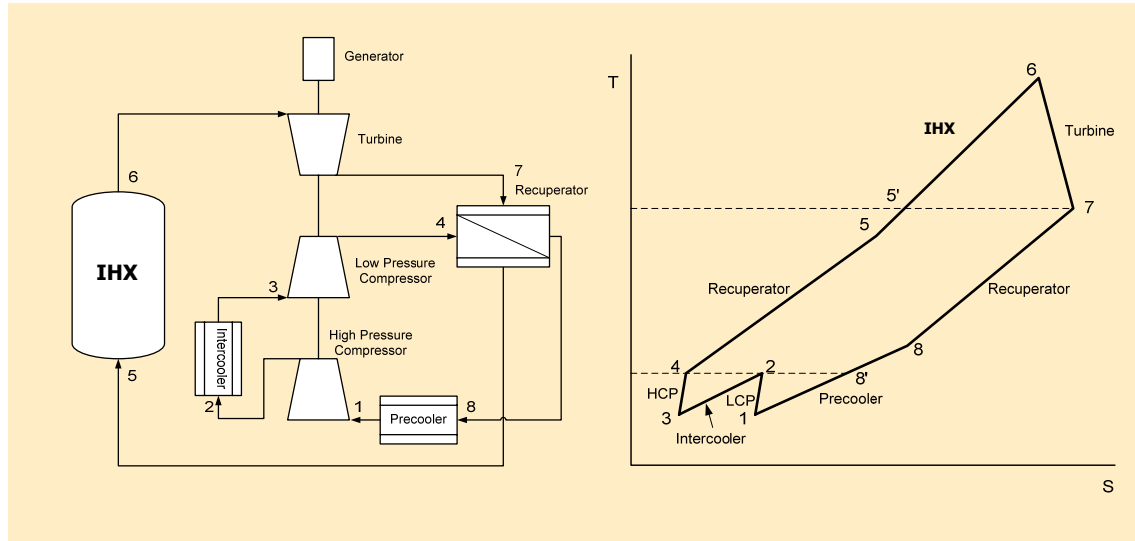 Generator
Turbine
7
Recuperator
6
4
IHX
Low Pressure
Compressor
3
High Pressure
Compressor
Intercooler
5
2
1
Precooler
8
T
6
IHX
Turbine
5'
7
5
Recuperator
Recuperator
8
4
2
8'
HCP
LCP
Precooler
3
1
Intercooler
S